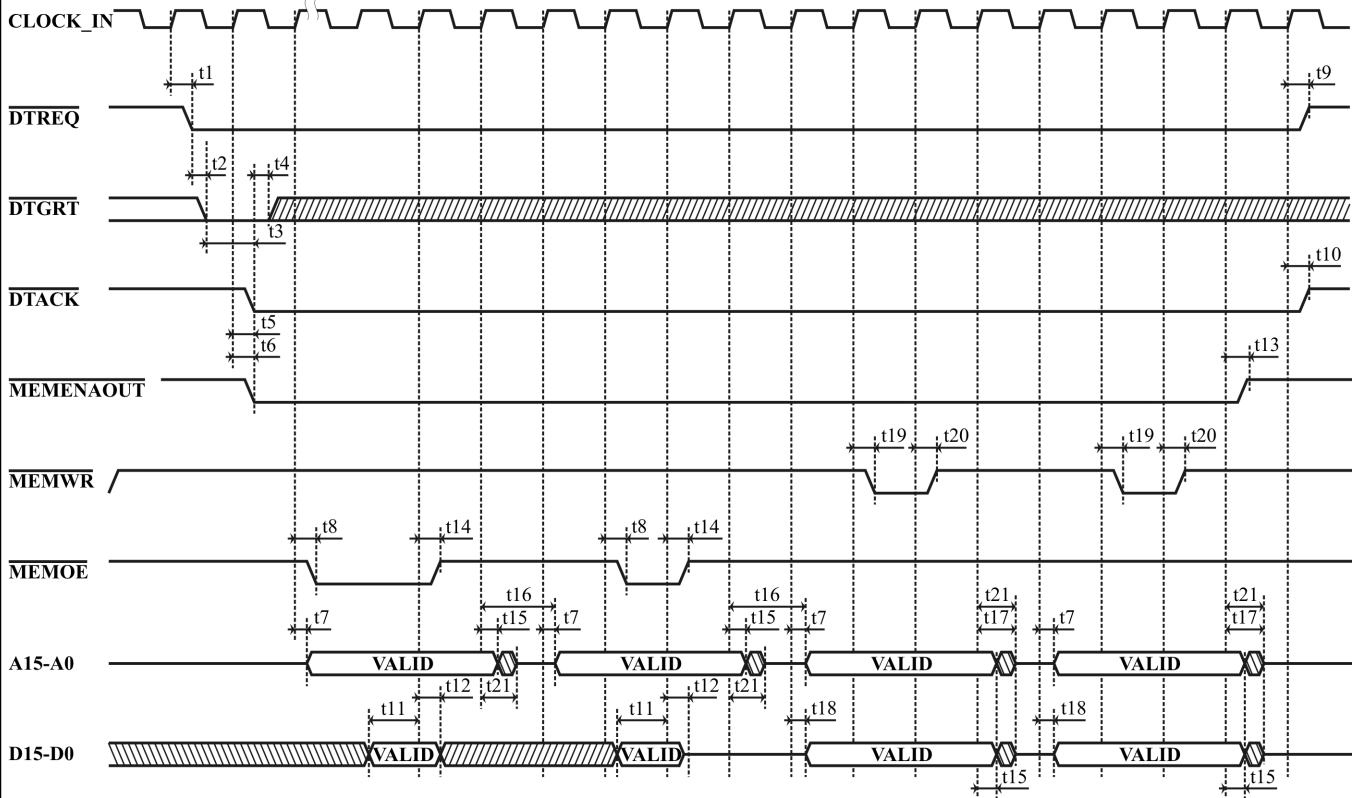 CLOCK_IN
t1 t9
DTREQ
t2 t4
DTGRT
t3
t10
DTACK
t5
t6 t13
MEMENAOUT
t19 t20 t19 t20
MEMWR
t8 t14 t8 t14
MEMOE
t16 t16 t21 t21
t7 t15 t7 t15 t7 t17 t7 t17
A15-A0 VALID VALID VALID VALID
t12 t21 t12 t21
t11 t11 t18 t18
D15-D0 VALID VALID VALID VALID
t15 t15